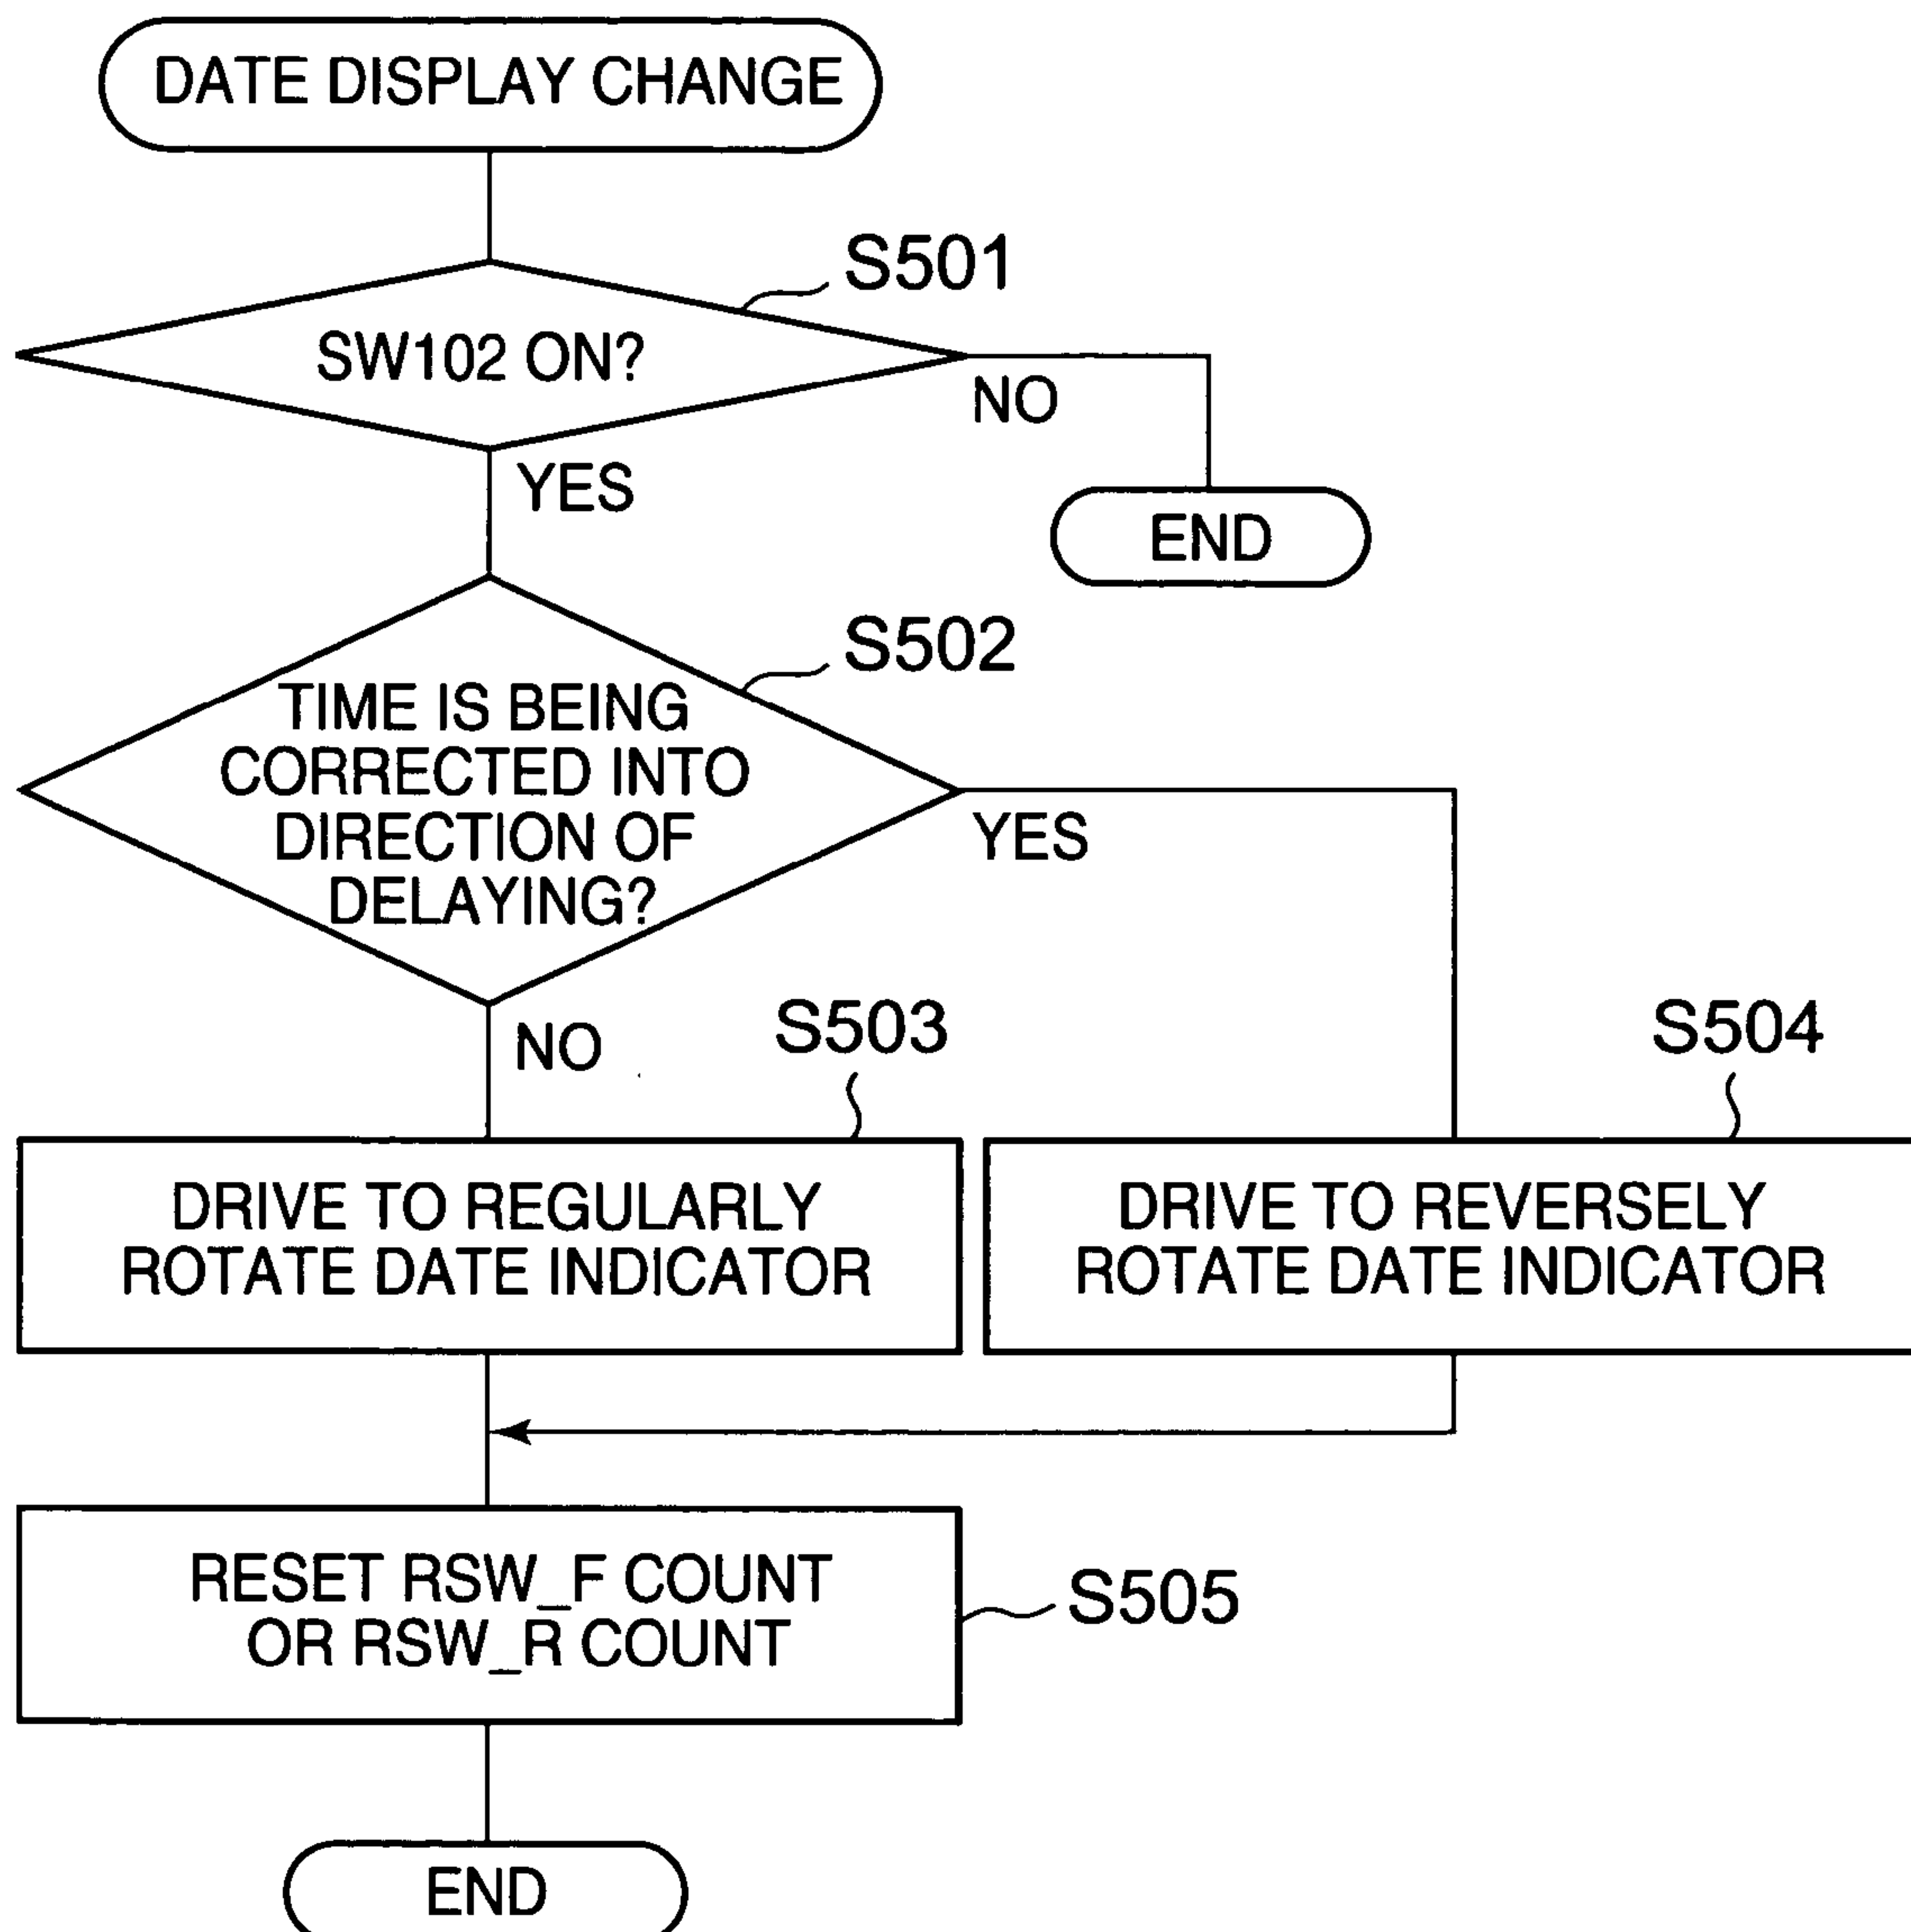 DATE DISPLAY CHANGE
S501
SW102 ON?
NO
YES
END
S502
TIME IS BEING
CORRECTED INTO
DIRECTION OF
DELAYING?
YES
NO
S503
S504
DRIVE TO REGULARLY
ROTATE DATE INDICATOR
DRIVE TO REVERSELY
ROTATE DATE INDICATOR
RESET RSW_F COUNT
OR RSW_R COUNT
S505
END